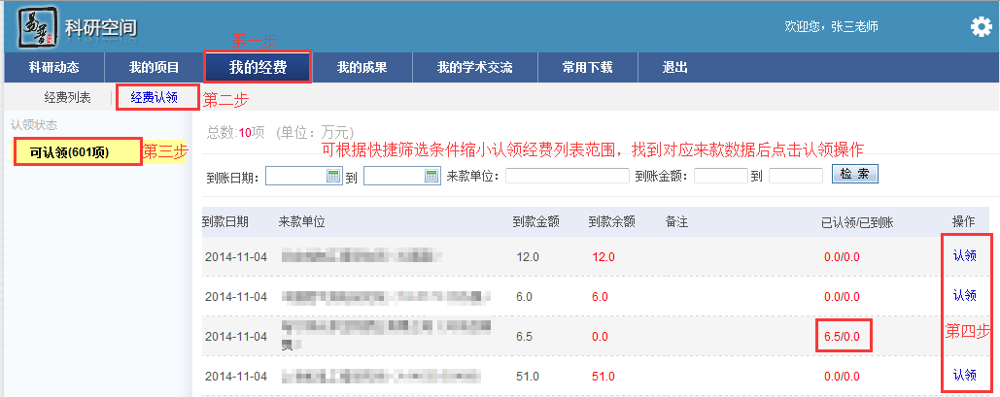 易普
科研空间
欢迎您，张三老师
第一步
科研动态 我的项目 我的经费 我的成果 我的学术交流 常用下载 退出
经费列表 经费认领 第二步
认领状态
可认领(601项) 第三步
总数:10项 (单位：万元)
可根据快捷筛选条件缩小认领经费列表范围，找到对应来款数据后点击认领操作
到账日期： 到 来款单位： 到账金额： 到 检 索
到款日期 来款单位 到款金额 到款余额 备注 已认领/已到账 操作
2014-11-04 12.0 12.0 0.0/0.0 认领
2014-11-04 6.0 6.0 0.0/0.0 认领
2014-11-04 6.5 0.0 6.5/0.0 第四步
2014-11-04 51.0 51.0 0.0/0.0 认领